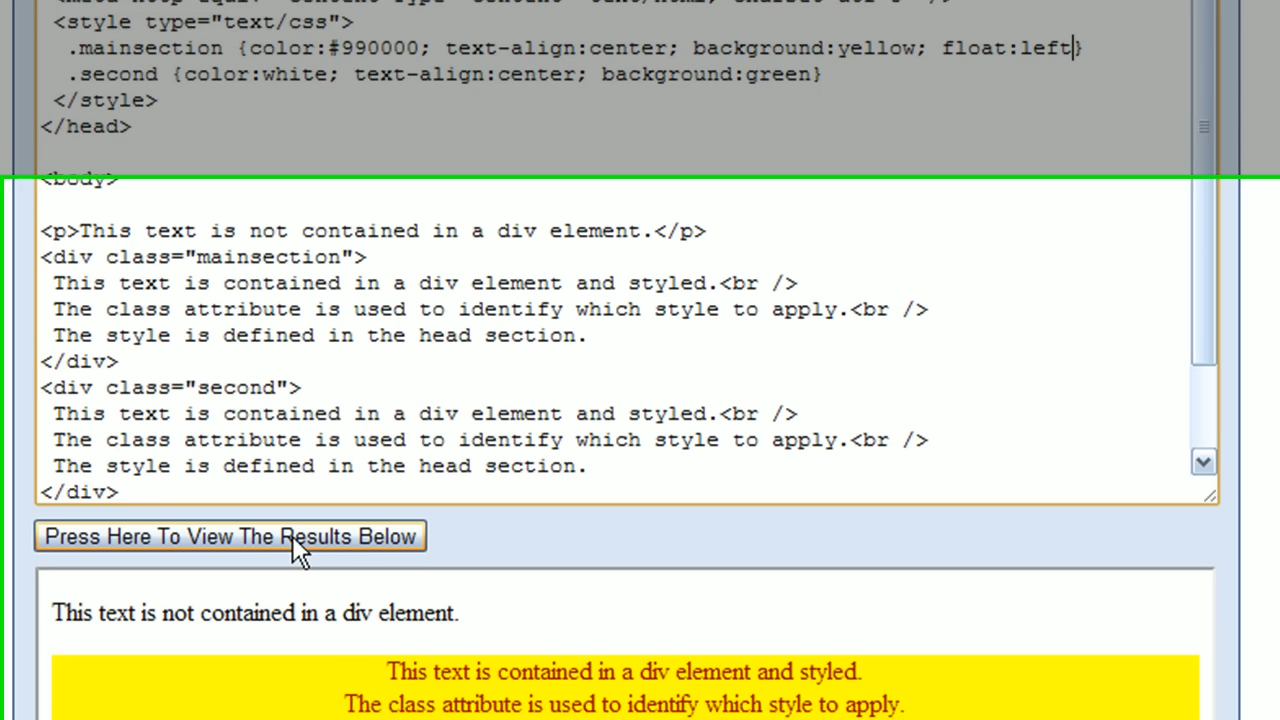 <style type="text/css">
.mainsection {color:#990000; text-align:center; background:yellow; float:left}
.second {color:white; text-align:center; background:green}
</style>
</head>
<body>
<p>This text is not contained in a div element.</p>
<div class="mainsection">
This text is contained in a div element and styled.<br />
The class attribute is used to identify which style to apply.<br />
The style is defined in the head section.
</div>
<div class="second">
This text is contained in a div element and styled.<br />
The class attribute is used to identify which style to apply.<br />
The style is defined in the head section.
</div>
Press Here To View The Results Below
This text is not contained in a div element.
This text is contained in a div element and styled.
The class attribute is used to identify which style to apply.